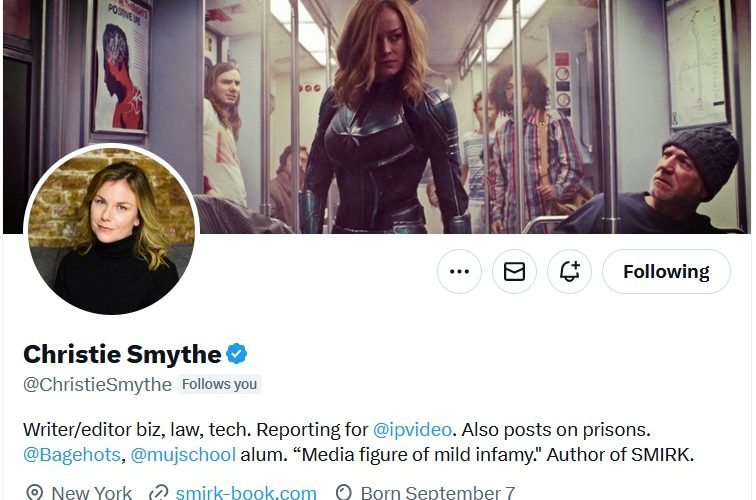 THOUGHTS
POSITIVE
LIFE
Following
Christie Smythe
@ChristieSmythe Follows you
Writer/editor biz, law, tech. Reporting for @ipvideo. Also posts on prisons.
@Bagehots, @mujschool alum. “Media figure of mild infamy." Author of SMIRK.
New York smirk-book.com Born September 7